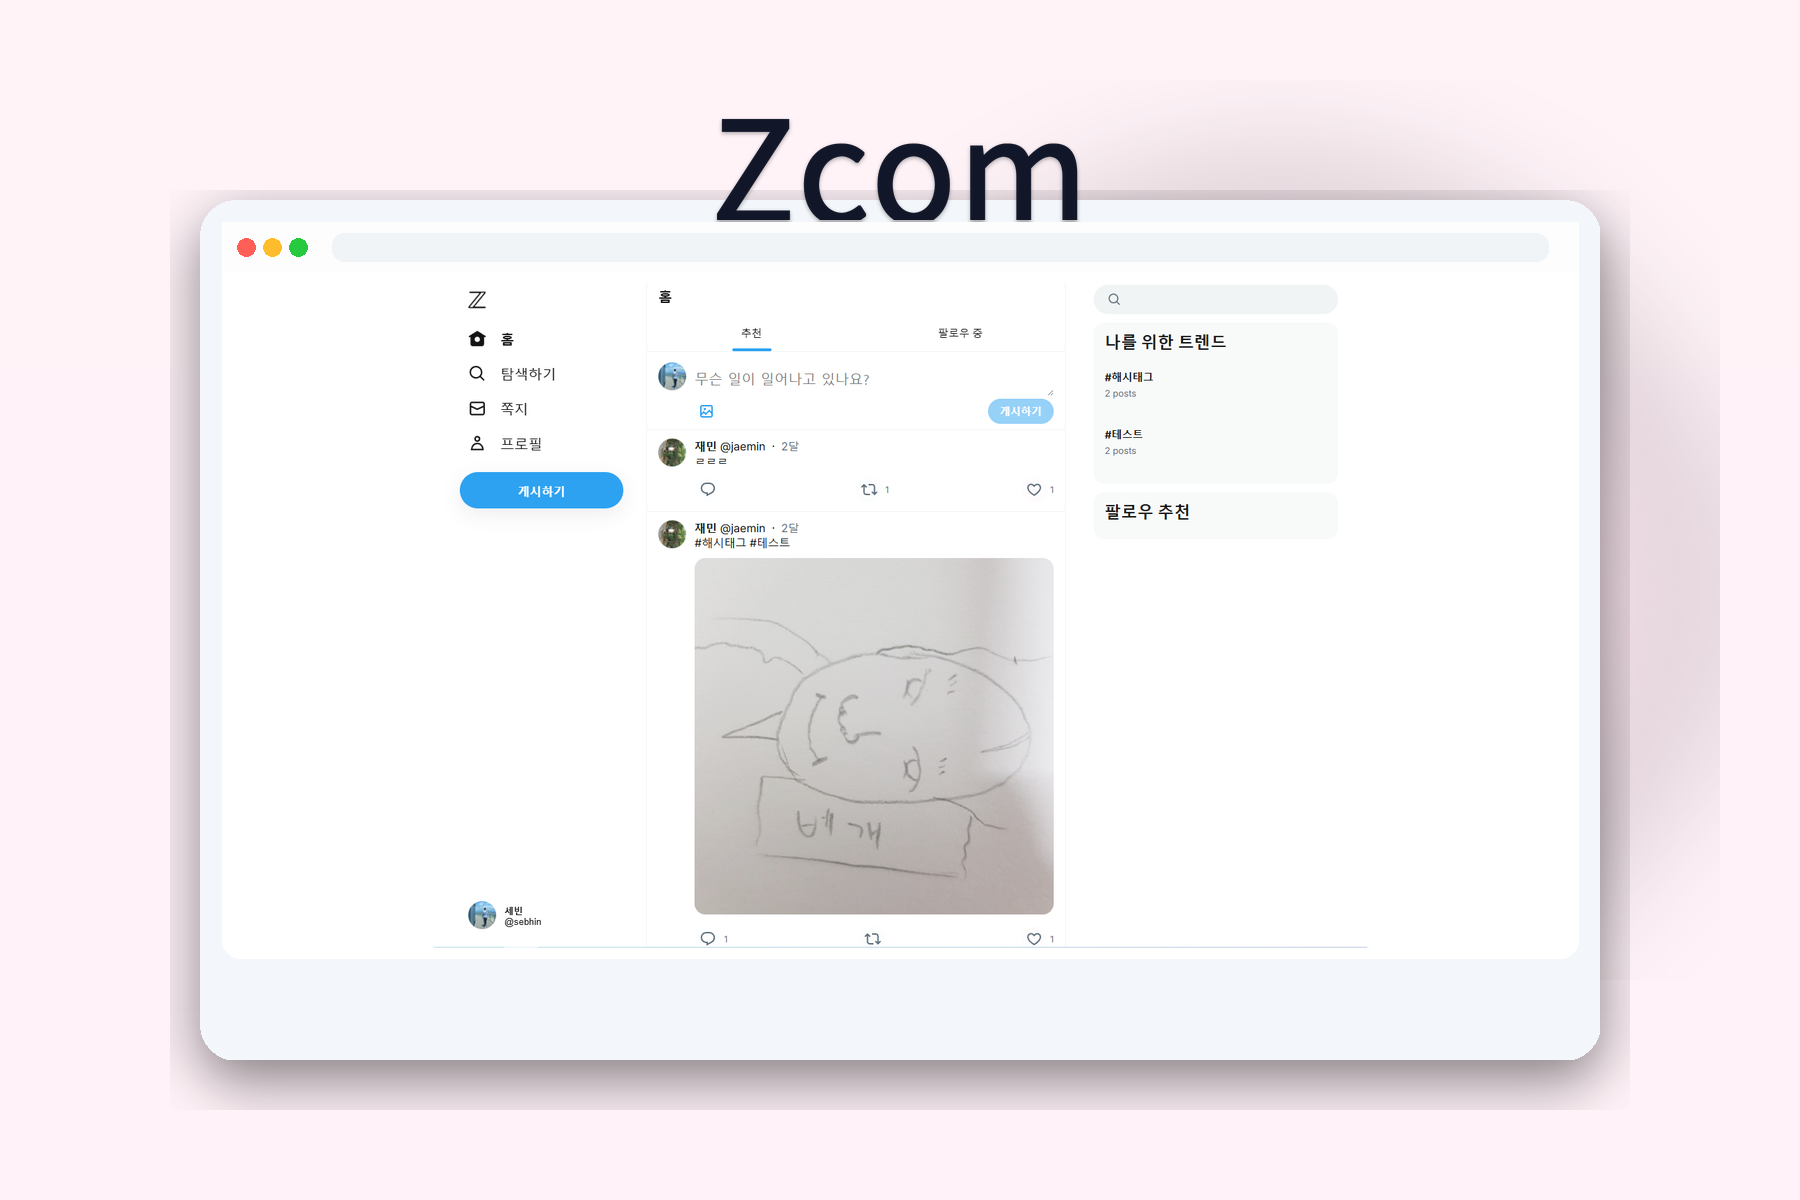 Zcom
홈
탐색하기
쪽지
프로필
게시하기
세빈
@sebhin
홈
추천
팔로우 중
무슨 일이 일어나고 있나요?
게시하기
재민 @jaemin · 2달
ㄹㄹㄹ
1
1
재민 @jaemin · 2달
#해시태그 #테스트
베개
1
1
나를 위한 트렌드
#해시태그
2 posts
#테스트
2 posts
팔로우 추천